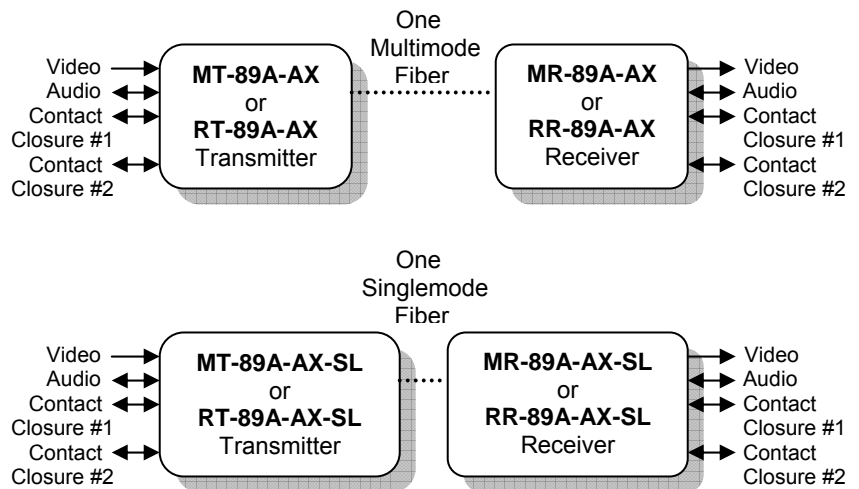 One
Multimode
Fiber
Video
Audio
Contact
Closure #1
Contact
Closure #2
MT-89A-AX
or
RT-89A-AX
Transmitter
MR-89A-AX
or
RR-89A-AX
Receiver
Video
Audio
Contact
Closure #1
Contact
Closure #2
One
Singlemode
Fiber
Video
Audio
Contact
Closure #1
Contact
Closure #2
MT-89A-AX-SL
or
RT-89A-AX-SL
Transmitter
MR-89A-AX-SL
or
RR-89A-AX-SL
Receiver
Video
Audio
Contact
Closure #1
Contact
Closure #2